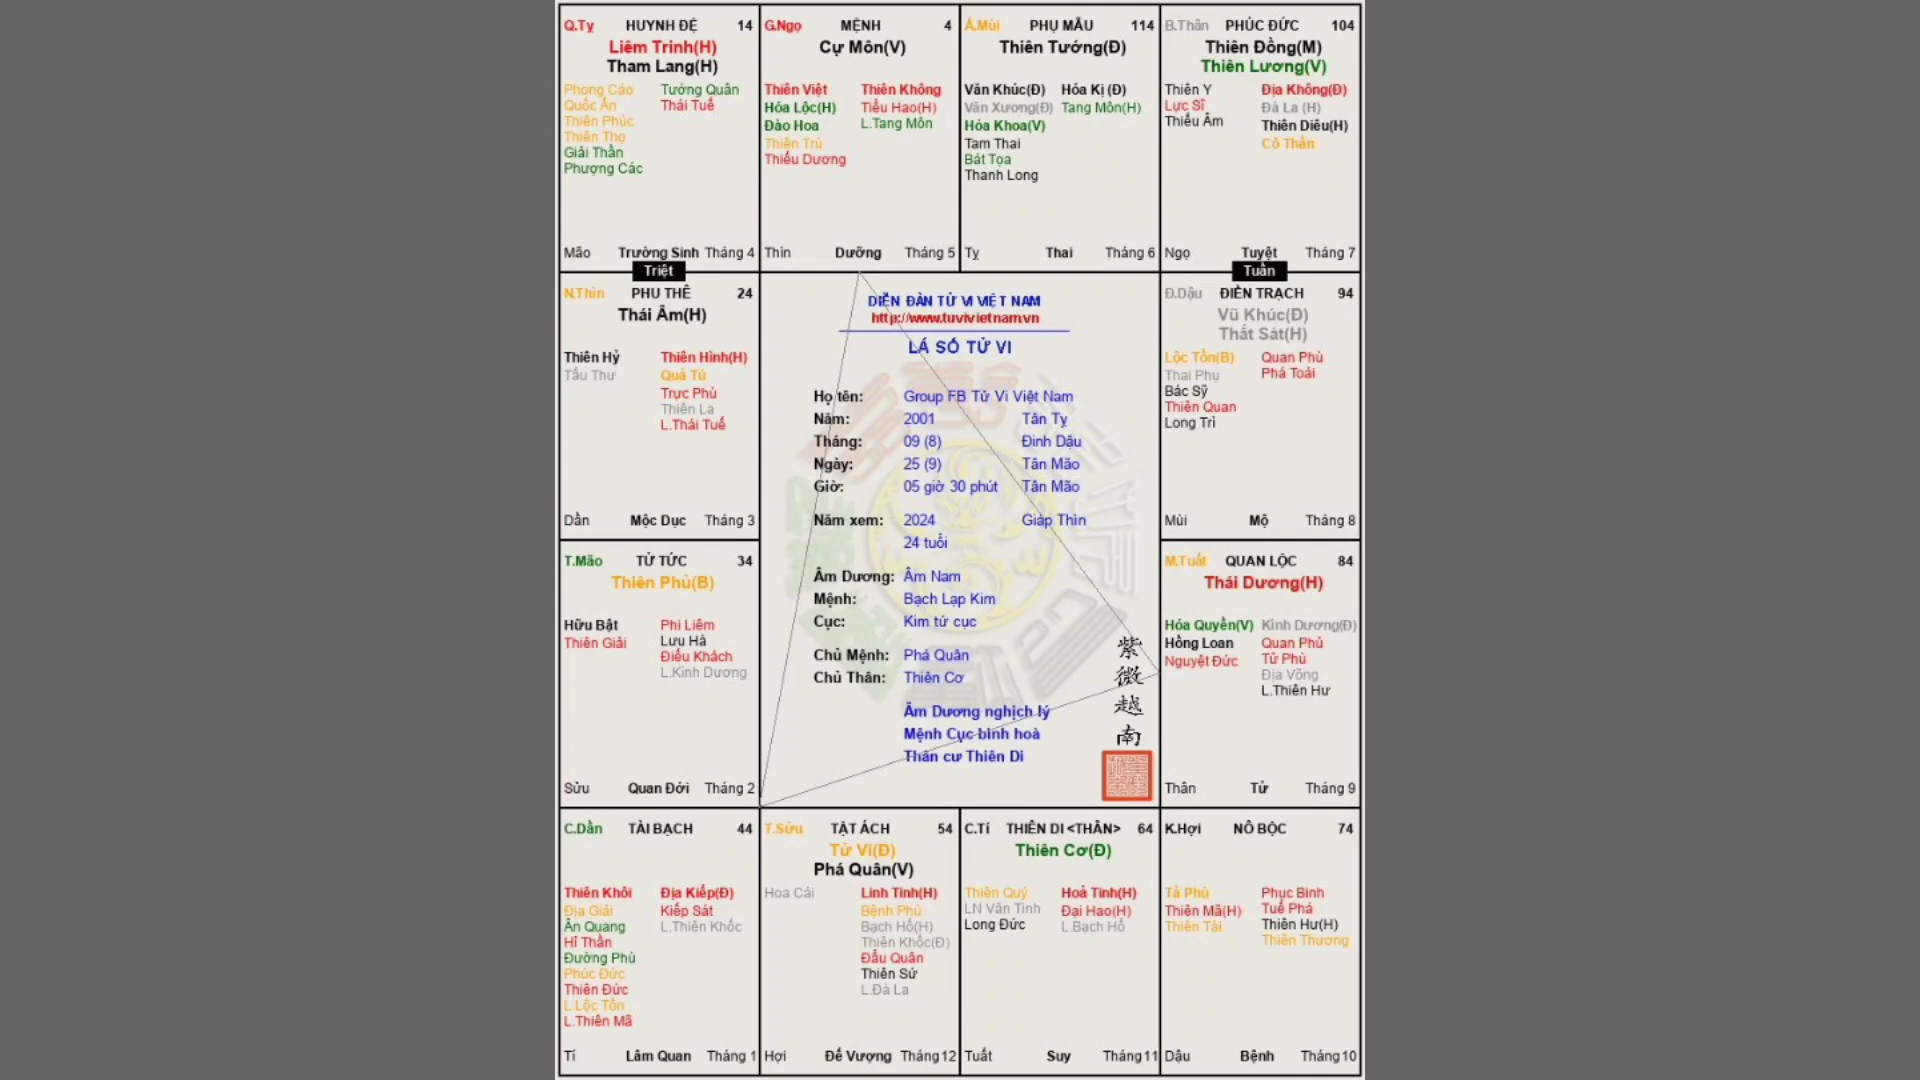 Q.Tỵ HUYNH ĐỆ 14
Liêm Trinh(H)
Tham Lang(H)
Phong Cáo Tướng Quân
Quốc Ấn Thái Tuế
Thiên Phúc
Thiên Thọ
Giải Thần
Phượng Các
Mão Trường Sinh Tháng 4
G.Ngọ MỆNH 4
Cự Môn(V)
Thiên Việt Thiên Không
Hóa Lộc(H) Tiểu Hao(H)
Đào Hoa L.Tang Môn
Thiên Trù
Thiếu Dương
Thìn Dưỡng Tháng 5
Ấ.Mùi PHỤ MẪU 114
Thiên Tướng(Đ)
Văn Khúc(Đ) Hóa Kị (Đ)
Văn Xương(Đ) Tang Môn(H)
Hóa Khoa(V)
Tam Thai
Bát Tọa
Thanh Long
Tỵ Thai Tháng 6
B.Thân PHÚC ĐỨC 104
Thiên Đồng(M)
Thiên Lương(V)
Thiên Y Địa Không(Đ)
Lực Sĩ Đà La (H)
Thiếu Âm Thiên Diêu(H)
Cô Thần
Ngọ Tuyệt Tháng 7
Triệt
Tuần
N.Thìn PHU THÊ 24
Thái Âm(H)
Thiên Hỷ Thiên Hình(H)
Tấu Thư Quả Tú
Trực Phù
Thiên La
L.Thái Tuế
Dần Mộc Dục Tháng 3
DIỄN ĐÀN TỬ VI VIỆT NAM
http://www.tuvivietnam.vn
LÁ SỐ TỬ VI
Họ tên: Group FB Tử Vi Việt Nam
Năm: 2001 Tân Tỵ
Tháng: 09 (8) Đinh Dậu
Ngày: 25 (9) Tân Mão
Giờ: 05 giờ 30 phút Tân Mão
Năm xem: 2024 Giáp Thìn
24 tuổi
Âm Dương: Âm Nam
Mệnh: Bạch Lạp Kim
Cục: Kim tứ cục
Chủ Mệnh: Phá Quân
Chủ Thân: Thiên Cơ
Âm Dương nghịch lý
Mệnh Cục bình hoà
Thân cư Thiên Di
紫
微
越
南
Đ.Dậu ĐIỀN TRẠCH 94
Vũ Khúc(Đ)
Thất Sát(H)
Lộc Tồn(B) Quan Phù
Thai Phụ Phá Toái
Bác Sỹ
Thiên Quan
Long Trì
Mùi Mộ Tháng 8
T.Mão TỬ TỨC 34
Thiên Phủ(B)
Hữu Bật Phi Liêm
Thiên Giải Lưu Hà
Điếu Khách
L.Kình Dương
Sửu Quan Đới Tháng 2
M.Tuất QUAN LỘC 84
Thái Dương(H)
Hóa Quyền(V) Kình Dương(Đ)
Hồng Loan Quan Phủ
Nguyệt Đức Tử Phù
Địa Võng
L.Thiên Hư
Thân Tử Tháng 9
C.Dần TÀI BẠCH 44
Thiên Khôi Địa Kiếp(Đ)
Địa Giải Kiếp Sát
Ân Quang L.Thiên Khốc
Hỉ Thần
Đường Phù
Phúc Đức
Thiên Đức
L.Lộc Tồn
L.Thiên Mã
Tí Lâm Quan Tháng 1
T.Sửu TẬT ÁCH 54
Tử Vi(Đ)
Phá Quân(V)
Hoa Cái Linh Tinh(H)
Bệnh Phù
Bạch Hổ(H)
Thiên Khốc(Đ)
Đẩu Quân
Thiên Sứ
L.Đà La
Hợi Đế Vượng Tháng 12
C.Tí THIÊN DI <THÂN> 64
Thiên Cơ(Đ)
Thiên Quý Hoả Tinh(H)
LN Văn Tinh Đại Hao(H)
Long Đức L.Bạch Hổ
Tuất Suy Tháng 11
K.Hợi NÔ BỘC 74
Tả Phù Phục Binh
Thiên Mã(H) Tuế Phá
Thiên Tài Thiên Hư(H)
Thiên Thương
Dậu Bệnh Tháng 10